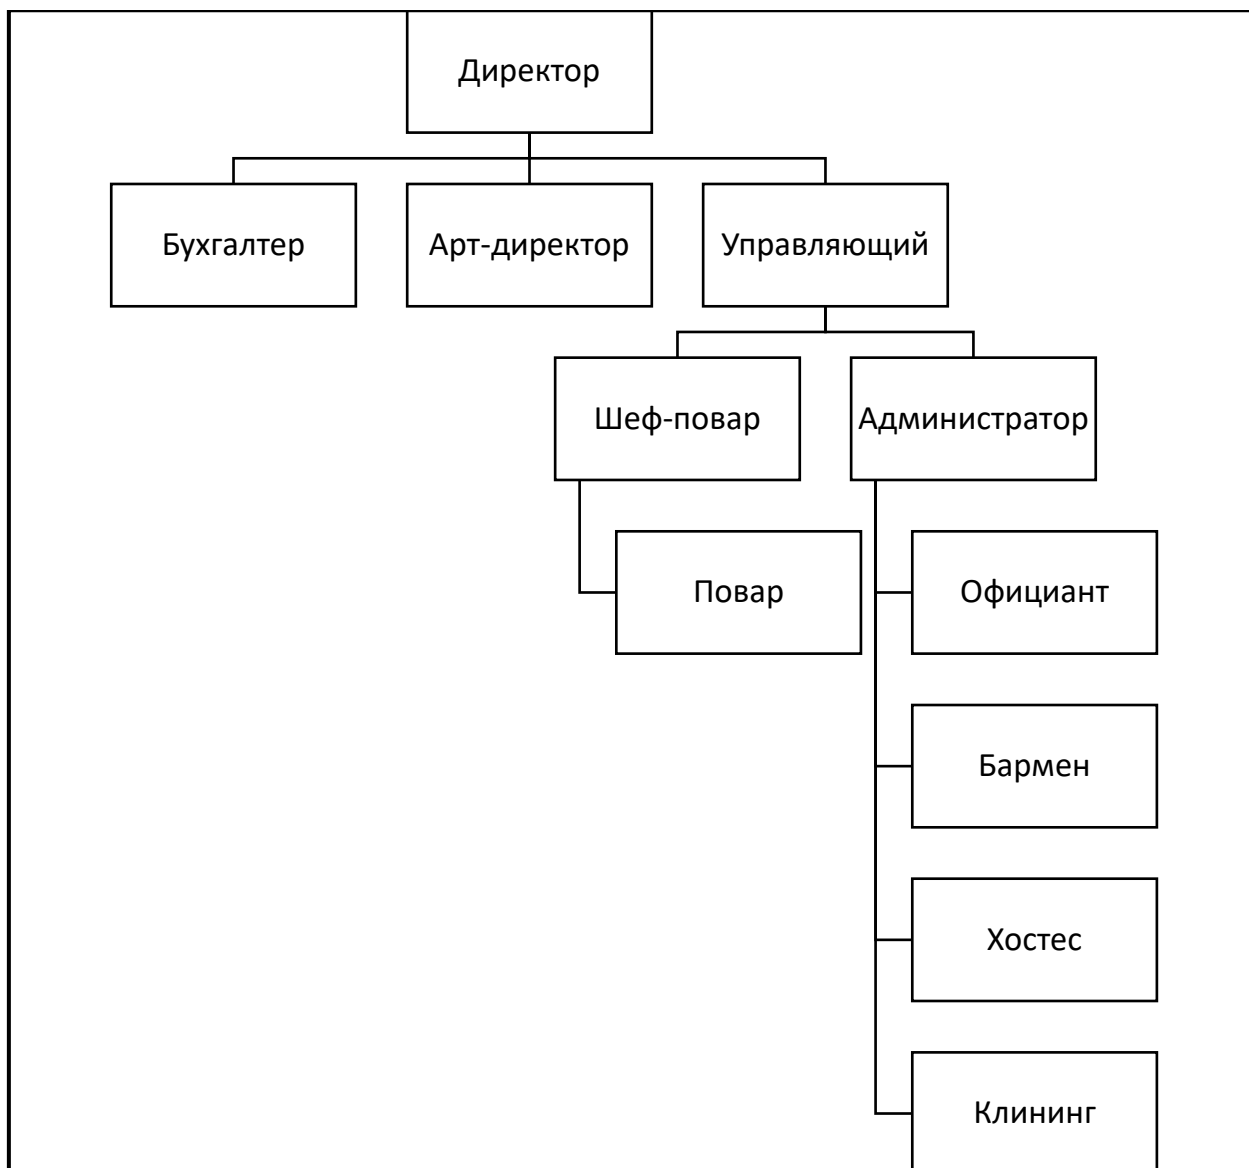 Директор
Бухгалтер
Арт-директор
Управляющий
Шеф-повар
Администратор
Повар
Официант
Бармен
Хостес
Клининг